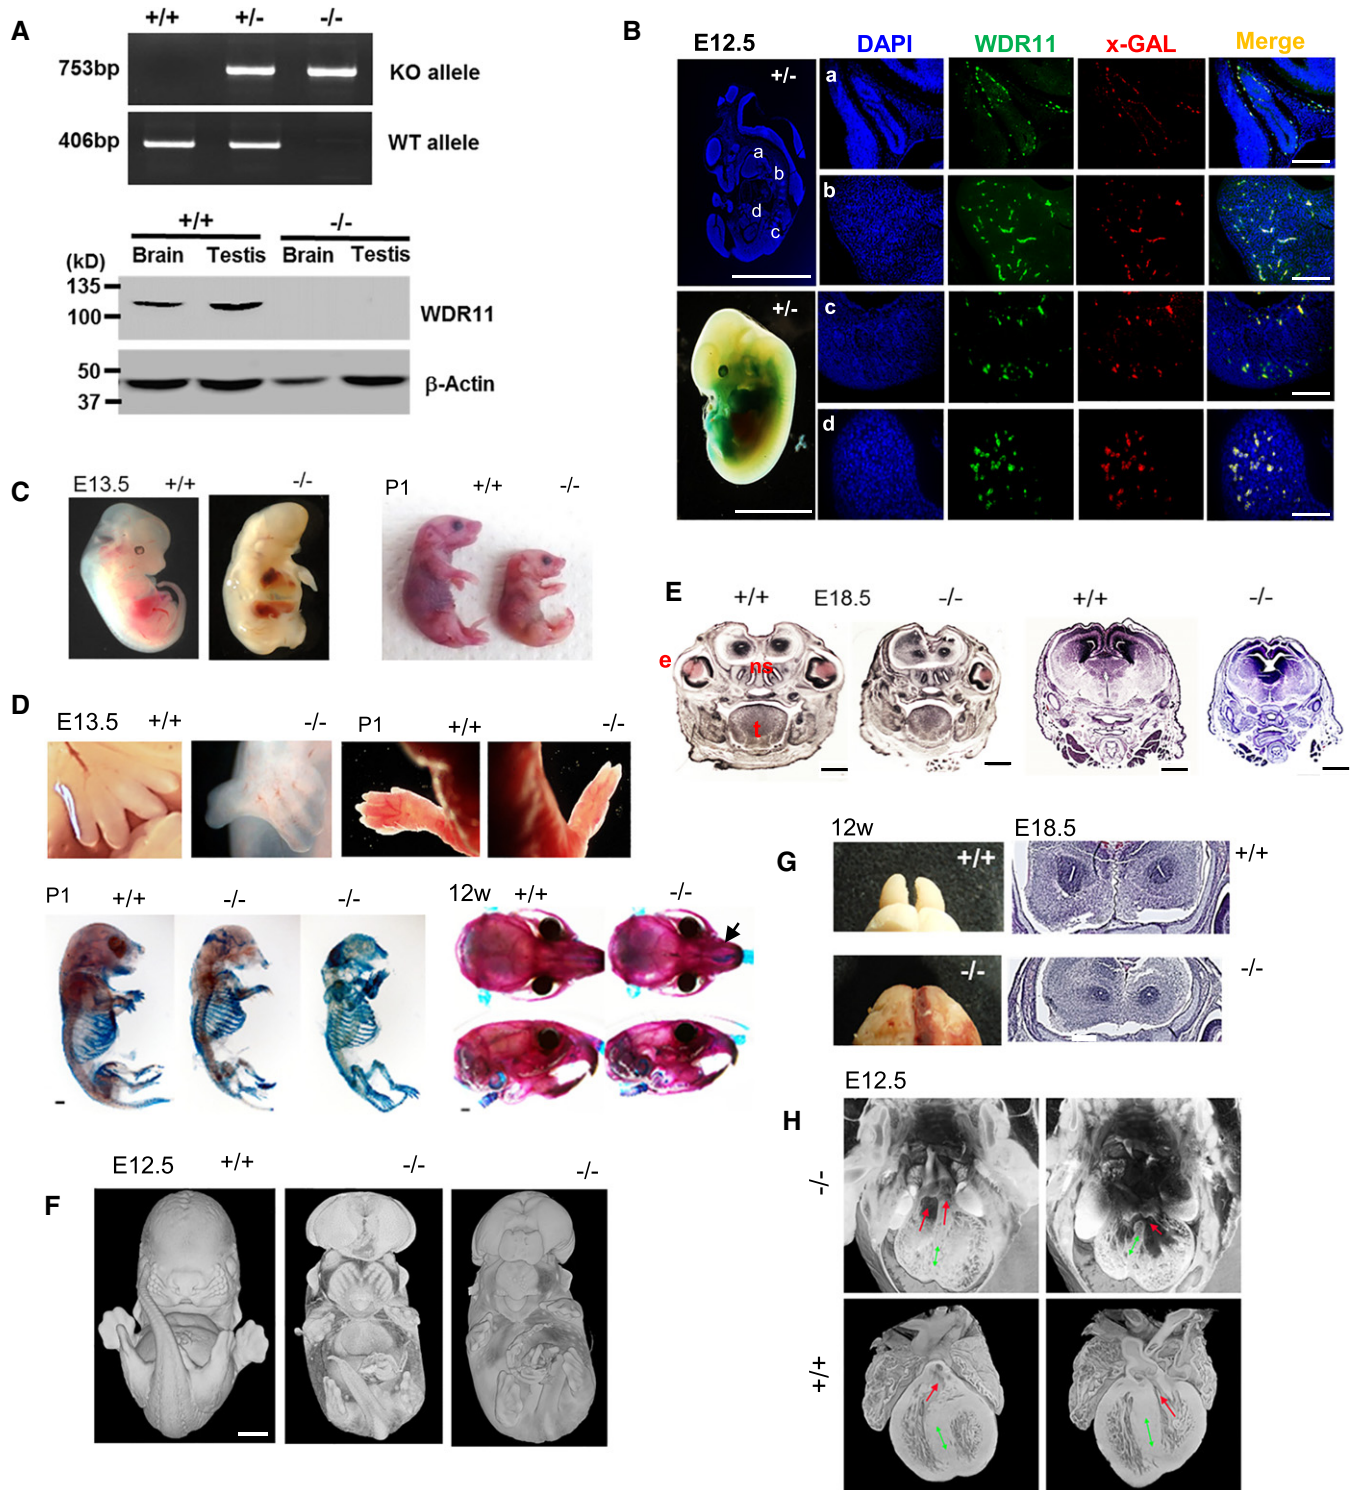 A
+/+ +/- -/-
753bp KO allele
406bp WT allele
+/+ -/-
Brain Testis Brain Testis
(kD)
135
100
WDR11
50
37
β-Actin
B
E12.5 DAPI WDR11 x-GAL Merge
+/-
a
b
d
c
a
b
+/-
c
d
C
E13.5 +/+ -/-
P1 +/+ -/-
D
E13.5 +/+ -/- P1 +/+ -/-
P1 +/+ -/- -/-
12w +/+ -/-
E
+/+ E18.5 -/- +/+ -/-
e
ns
t
F
E12.5 +/+ -/- -/-
G
12w E18.5
+/+ +/+
-/- -/-
H
E12.5
-/-
+/+